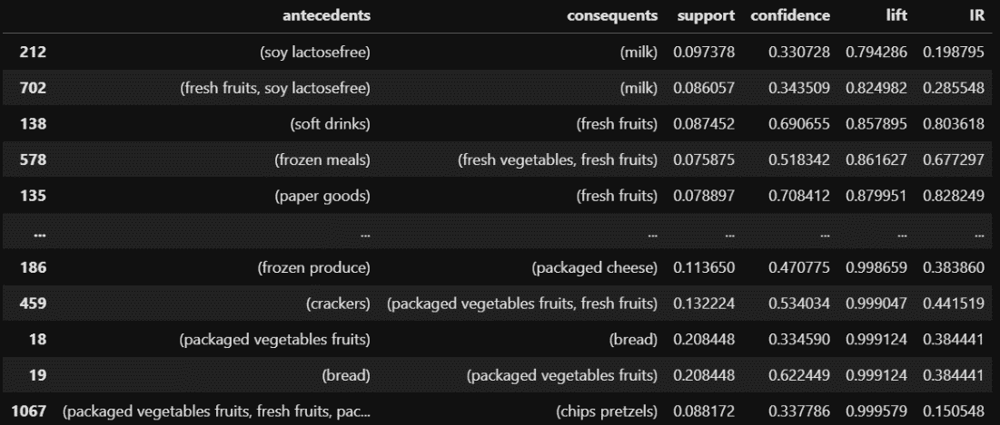 antecedents consequents support confidence lift IR
212 (soy lactosefree) (milk) 0.097378 0.330728 0.794286 0.198795
702 (fresh fruits, soy lactosefree) (milk) 0.086057 0.343509 0.824982 0.285548
138 (soft drinks) (fresh fruits) 0.087452 0.690655 0.857895 0.803618
578 (frozen meals) (fresh vegetables, fresh fruits) 0.075875 0.518342 0.861627 0.677297
135 (paper goods) (fresh fruits) 0.078897 0.708412 0.879951 0.828249
... ... ... ... ... ... ...
186 (frozen produce) (packaged cheese) 0.113650 0.470775 0.998659 0.383860
459 (crackers) (packaged vegetables fruits, fresh fruits) 0.132224 0.534034 0.999047 0.441519
18 (packaged vegetables fruits) (bread) 0.208448 0.334590 0.999124 0.384441
19 (bread) (packaged vegetables fruits) 0.208448 0.622449 0.999124 0.384441
1067 (packaged vegetables fruits, fresh fruits, pac... (chips pretzels) 0.088172 0.337786 0.999579 0.150548